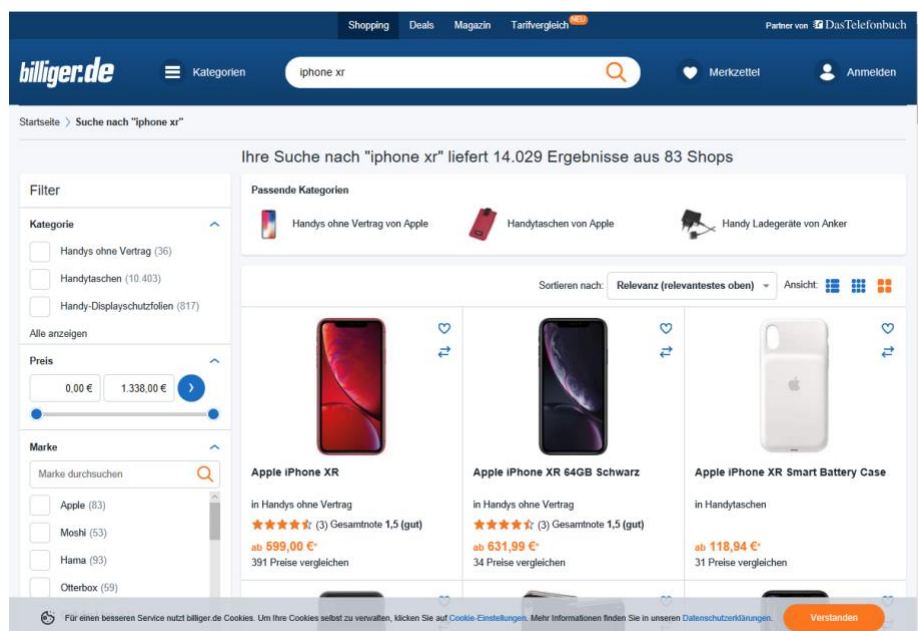 Shopping Deals Magazin Tarifvergleich NEU Partner von DasTelefonbuch
billiger.de Kategorien iphone xr Merkzettel Anmelden
Startseite > Suche nach "iphone xr"
Ihre Suche nach "iphone xr" liefert 14.029 Ergebnisse aus 83 Shops
Filter
Kategorie
Handys ohne Vertrag (36)
Handytaschen (10.403)
Handy-Displayschutzfolien (817)
Alle anzeigen
Preis
0,00 € 1.338,00 €
Marke
Marke durchsuchen
Apple (83)
Moshi (53)
Hama (93)
Otterbox (59)
Passende Kategorien
Handys ohne Vertrag von Apple Handytaschen von Apple Handy Ladegeräte von Anker
Sortieren nach: Relevanz (relevantestes oben) Ansicht:
Apple iPhone XR
in Handys ohne Vertrag
(3) Gesamtnote 1,5 (gut)
ab 599,00 €*
391 Preise vergleichen
Apple iPhone XR 64GB Schwarz
in Handys ohne Vertrag
(3) Gesamtnote 1,5 (gut)
ab 631,99 €*
34 Preise vergleichen
Apple iPhone XR Smart Battery Case
in Handytaschen
ab 118,94 €*
31 Preise vergleichen
Für einen besseren Service nutzt billiger.de Cookies. Um Ihre Cookies selbst zu verwalten, klicken Sie auf Cookie-Einstellungen. Mehr Informationen finden Sie in unseren Datenschutzerklärungen. Verstanden